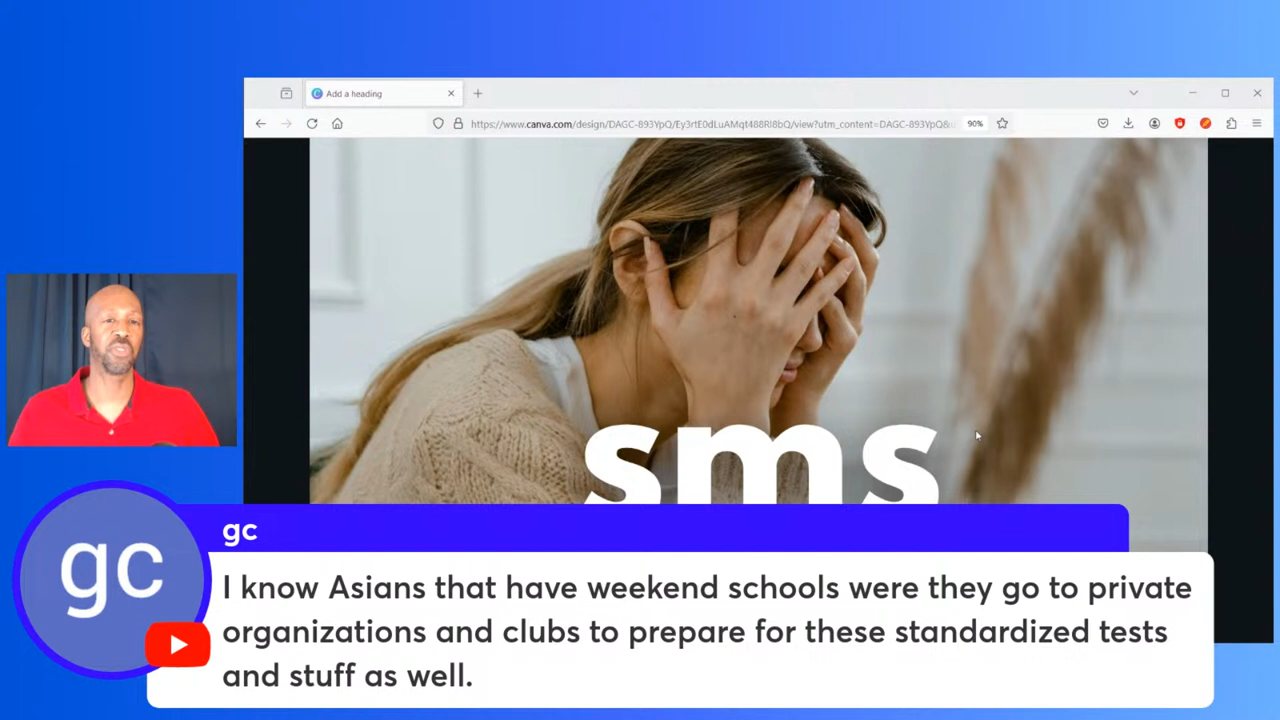 Add a heading
https://www.canva.com/design/DAGC-893YpQ/Ey3rtE0dLuAMqt488Rl8bQ/view?utm_content=DAGC-893YpQ&
90%
sms
gc
gc
I know Asians that have weekend schools were they go to private
organizations and clubs to prepare for these standardized tests
and stuff as well.